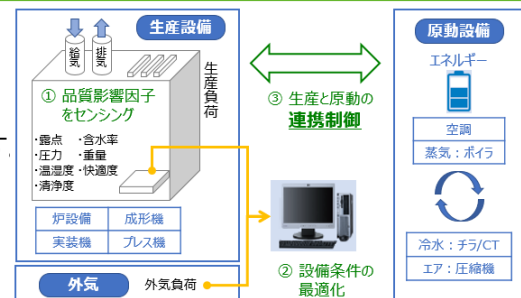 生産設備
給気
排気
生産負荷
① 品質影響因子
をセンシング
・露点 ・含水率
・圧力 ・重量
・温湿度 ・快適度
・清浄度
炉設備
成形機
実装機
プレス機
外気
外気負荷
③ 生産と原動の
連携制御
② 設備条件の
最適化
原動設備
エネルギー
空調
蒸気：ボイラ
冷水：チラ/CT
エア：圧縮機